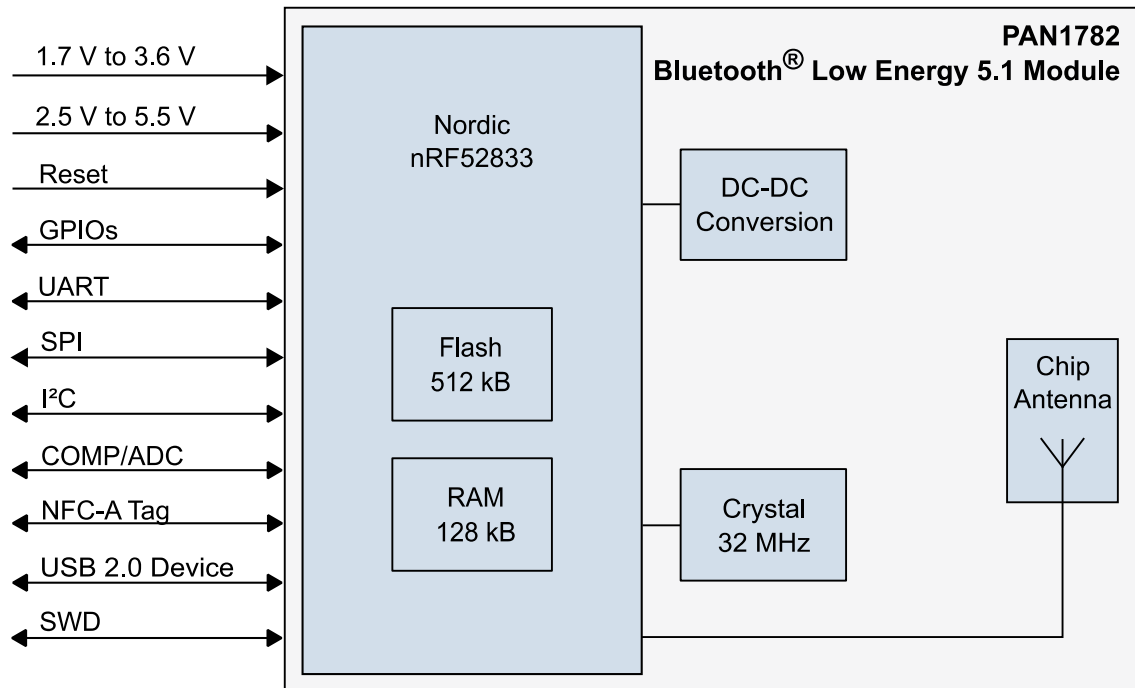 PAN1782
Bluetooth® Low Energy 5.1 Module
1.7 V to 3.6 V
2.5 V to 5.5 V
Reset
GPIOs
UART
SPI
I²C
COMP/ADC
NFC-A Tag
USB 2.0 Device
SWD
Nordic
nRF52833
Flash
512 kB
RAM
128 kB
DC-DC
Conversion
Crystal
32 MHz
Chip
Antenna